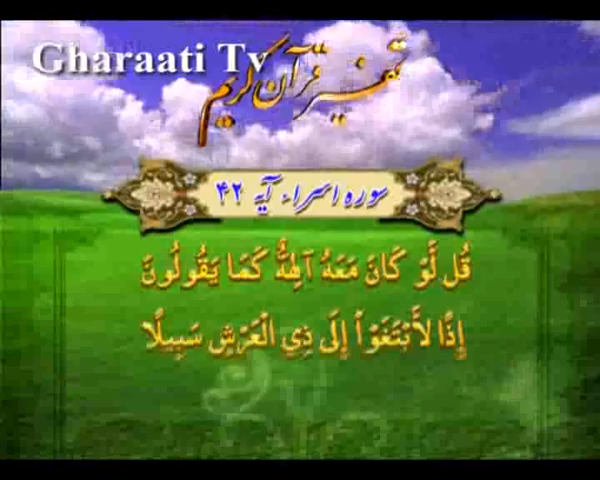 Gharaati Tv
تفسیر قرآن کریم
سوره اسراء آیه ۴۲
قُل لَّوْ كَانَ مَعَهُ آلِهَةٌ كَمَا يَقُولُونَ
إِذًا لَّابْتَغَوْا إِلَى ذِي الْعَرْشِ سَبِيلًا